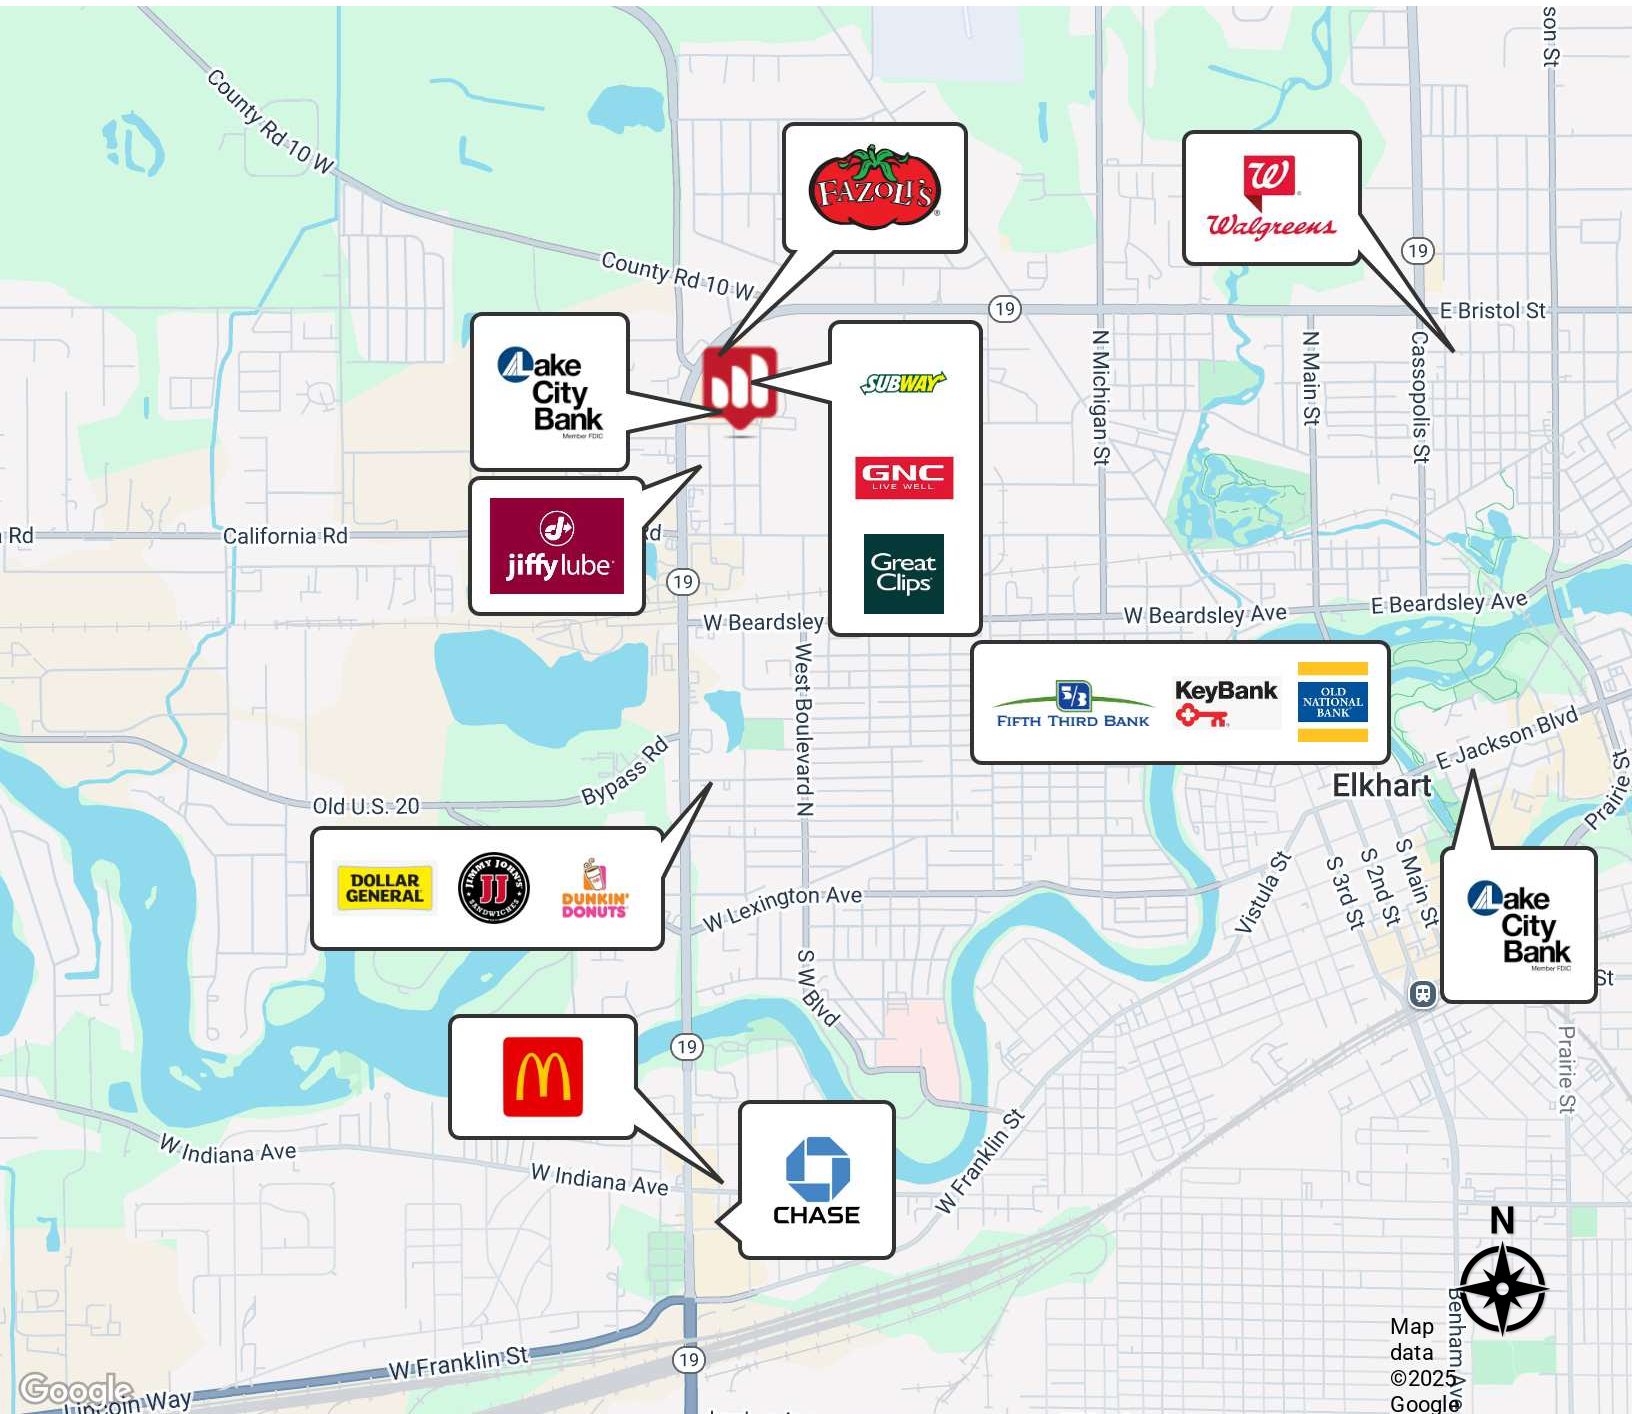 son St
County Rd 10 W
FAZOLI'S
W
Walgreens
19
County Rd 10 W
19
E Bristol St
Lake
City
Bank
Member FDIC
SUBWAY
N Michigan St
N Main St
Cassopolis St
GNC
LIVE WELL
jiffy lube
Rd
California Rd
Rd
Great
Clips
19
W Beardsley
W Beardsley Ave
E Beardsley Ave
West Boulevard N
5/3
FIFTH THIRD BANK
KeyBank
OLD
NATIONAL
BANK
E Jackson Blvd
Bypass Rd
Old U.S. 20
Elkhart
Prairie St
DOLLAR
GENERAL
JIMMY JOHN'S
JJ
SANDWICHES
DUNKIN'
DONUTS
W Lexington Ave
Vistula St
S 3rd St
S 2nd St
S Main St
Lake
City
Bank
Member FDIC
St
S W Blvd
19
Prairie St
M
CHASE
W Indiana Ave
W Indiana Ave
W Franklin St
N
Benham Ave
W Franklin St
19
Map
data
©2025
Google
Google
Lincoln Way